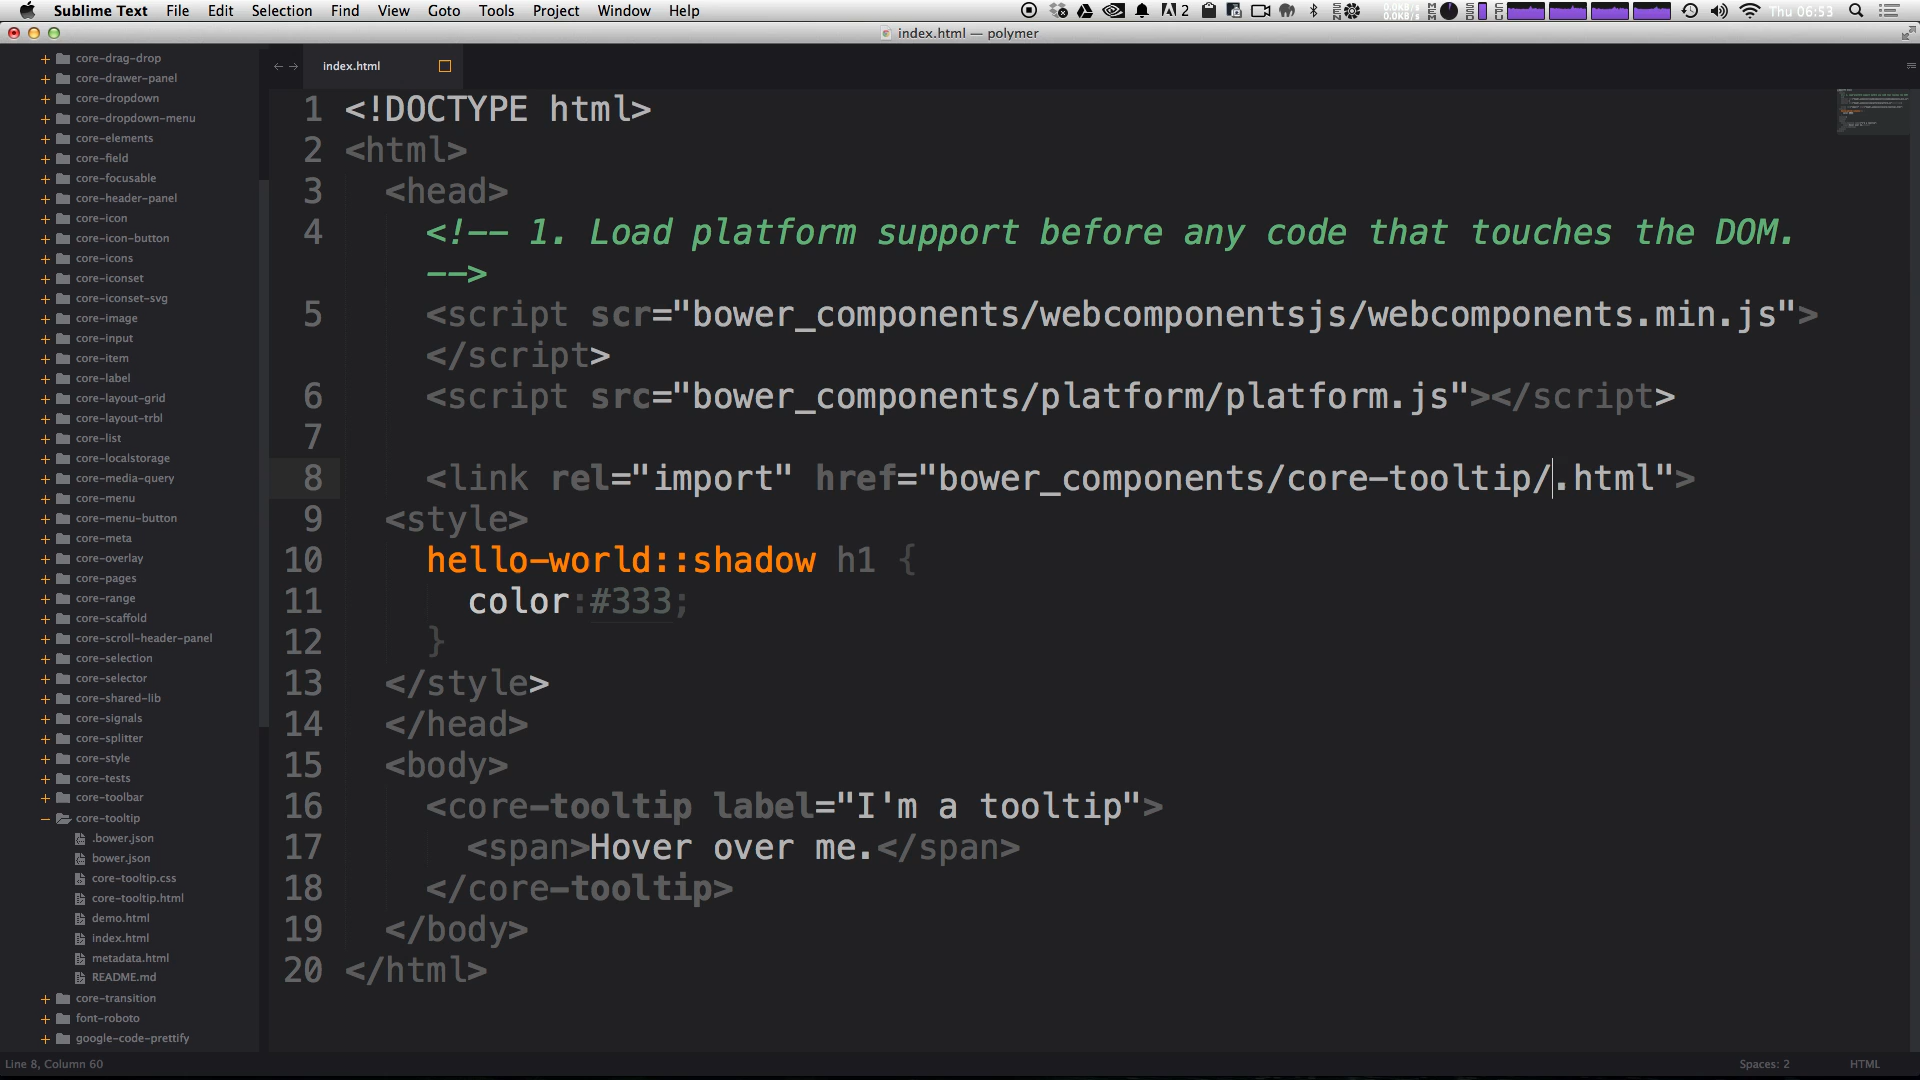 Sublime Text File Edit Selection Find View Goto Tools Project Window Help
2
0.0KB/s
0.0KB/s
Thu 06:53
index.html — polymer
core-drag-drop
core-drawer-panel
core-dropdown
core-dropdown-menu
core-elements
core-field
core-focusable
core-header-panel
core-icon
core-icon-button
core-icons
core-iconset
core-iconset-svg
core-image
core-input
core-item
core-label
core-layout-grid
core-layout-trbl
core-list
core-localstorage
core-media-query
core-menu
core-menu-button
core-meta
core-overlay
core-pages
core-range
core-scaffold
core-scroll-header-panel
core-selection
core-selector
core-shared-lib
core-signals
core-splitter
core-style
core-tests
core-toolbar
core-tooltip
.bower.json
bower.json
core-tooltip.css
core-tooltip.html
demo.html
index.html
metadata.html
README.md
core-transition
font-roboto
google-code-prettify
index.html
1 <!DOCTYPE html>
2 <html>
3 <head>
4 <!-- 1. Load platform support before any code that touches the DOM.
-->
5 <script scr="bower_components/webcomponentsjs/webcomponents.min.js">
</script>
6 <script src="bower_components/platform/platform.js"></script>
7
8 <link rel="import" href="bower_components/core-tooltip/.html">
9 <style>
10 hello-world::shadow h1 {
11 color:#333;
12 }
13 </style>
14 </head>
15 <body>
16 <core-tooltip label="I'm a tooltip">
17 <span>Hover over me.</span>
18 </core-tooltip>
19 </body>
20 </html>
Line 8, Column 60
Spaces: 2
HTML